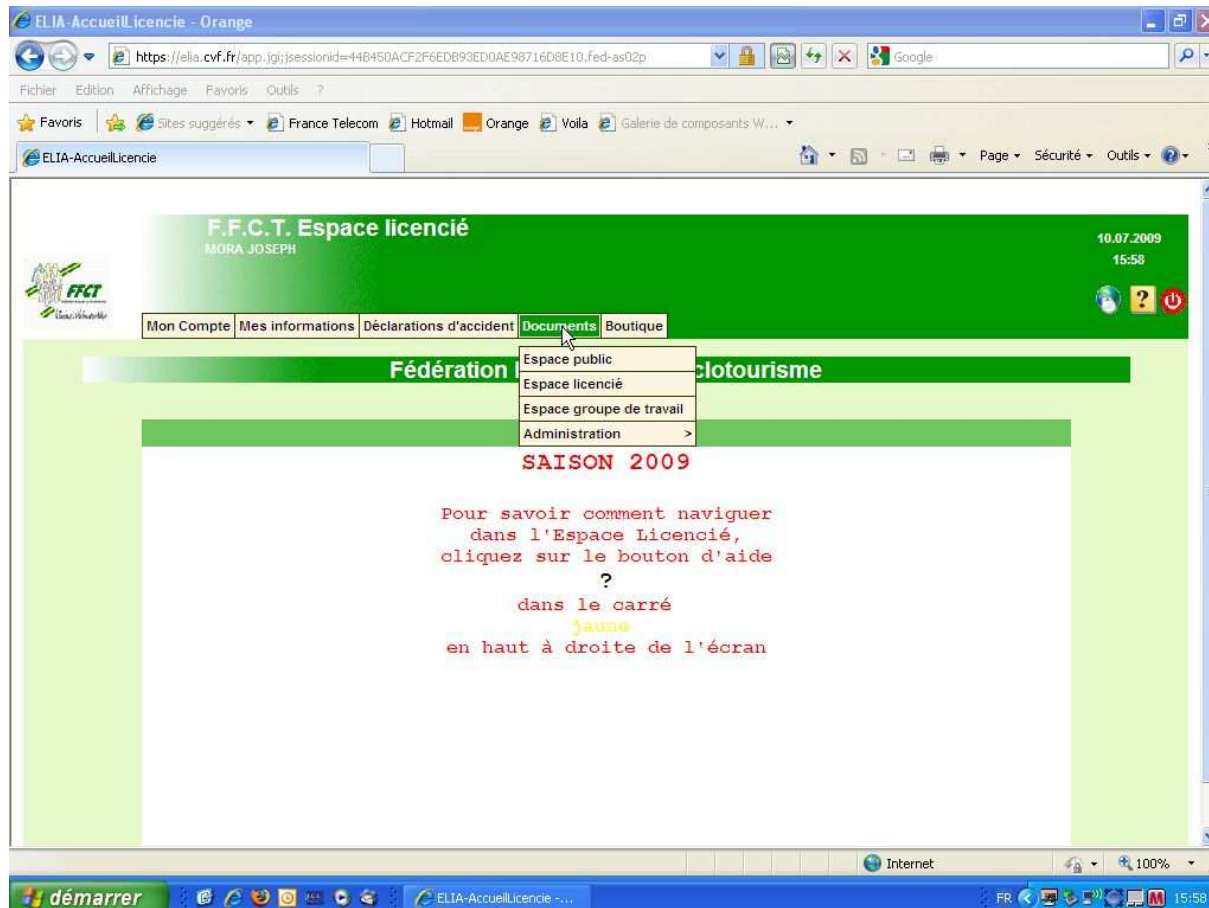 ELIA-AccueilLicencie - Orange
https://elia.cvf.fr/app.jgi;jsessionid=44B450ACF2F6EDB93ED0AE98716D8E10.fed-as02p
Google
Fichier Edition Affichage Favoris Outils ?
Favoris Sites suggérés France Telecom Hotmail Orange Voila Galerie de composants W...
ELIA-AccueilLicencie
Page Sécurité Outils
F.F.C.T. Espace licencié
MORA JOSEPH
10.07.2009
15:58
FFCT
?
Mon Compte Mes informations Déclarations d'accident Documents Boutique
Espace public
Fédération clotourisme
Espace licencié
Espace groupe de travail
Administration >
SAISON 2009
Pour savoir comment naviguer
dans l'Espace Licencié,
cliquez sur le bouton d'aide
?
dans le carré
jaune
en haut à droite de l'écran
Internet 100%
démarrer ELIA-AccueilLicencie -... FR 15:58